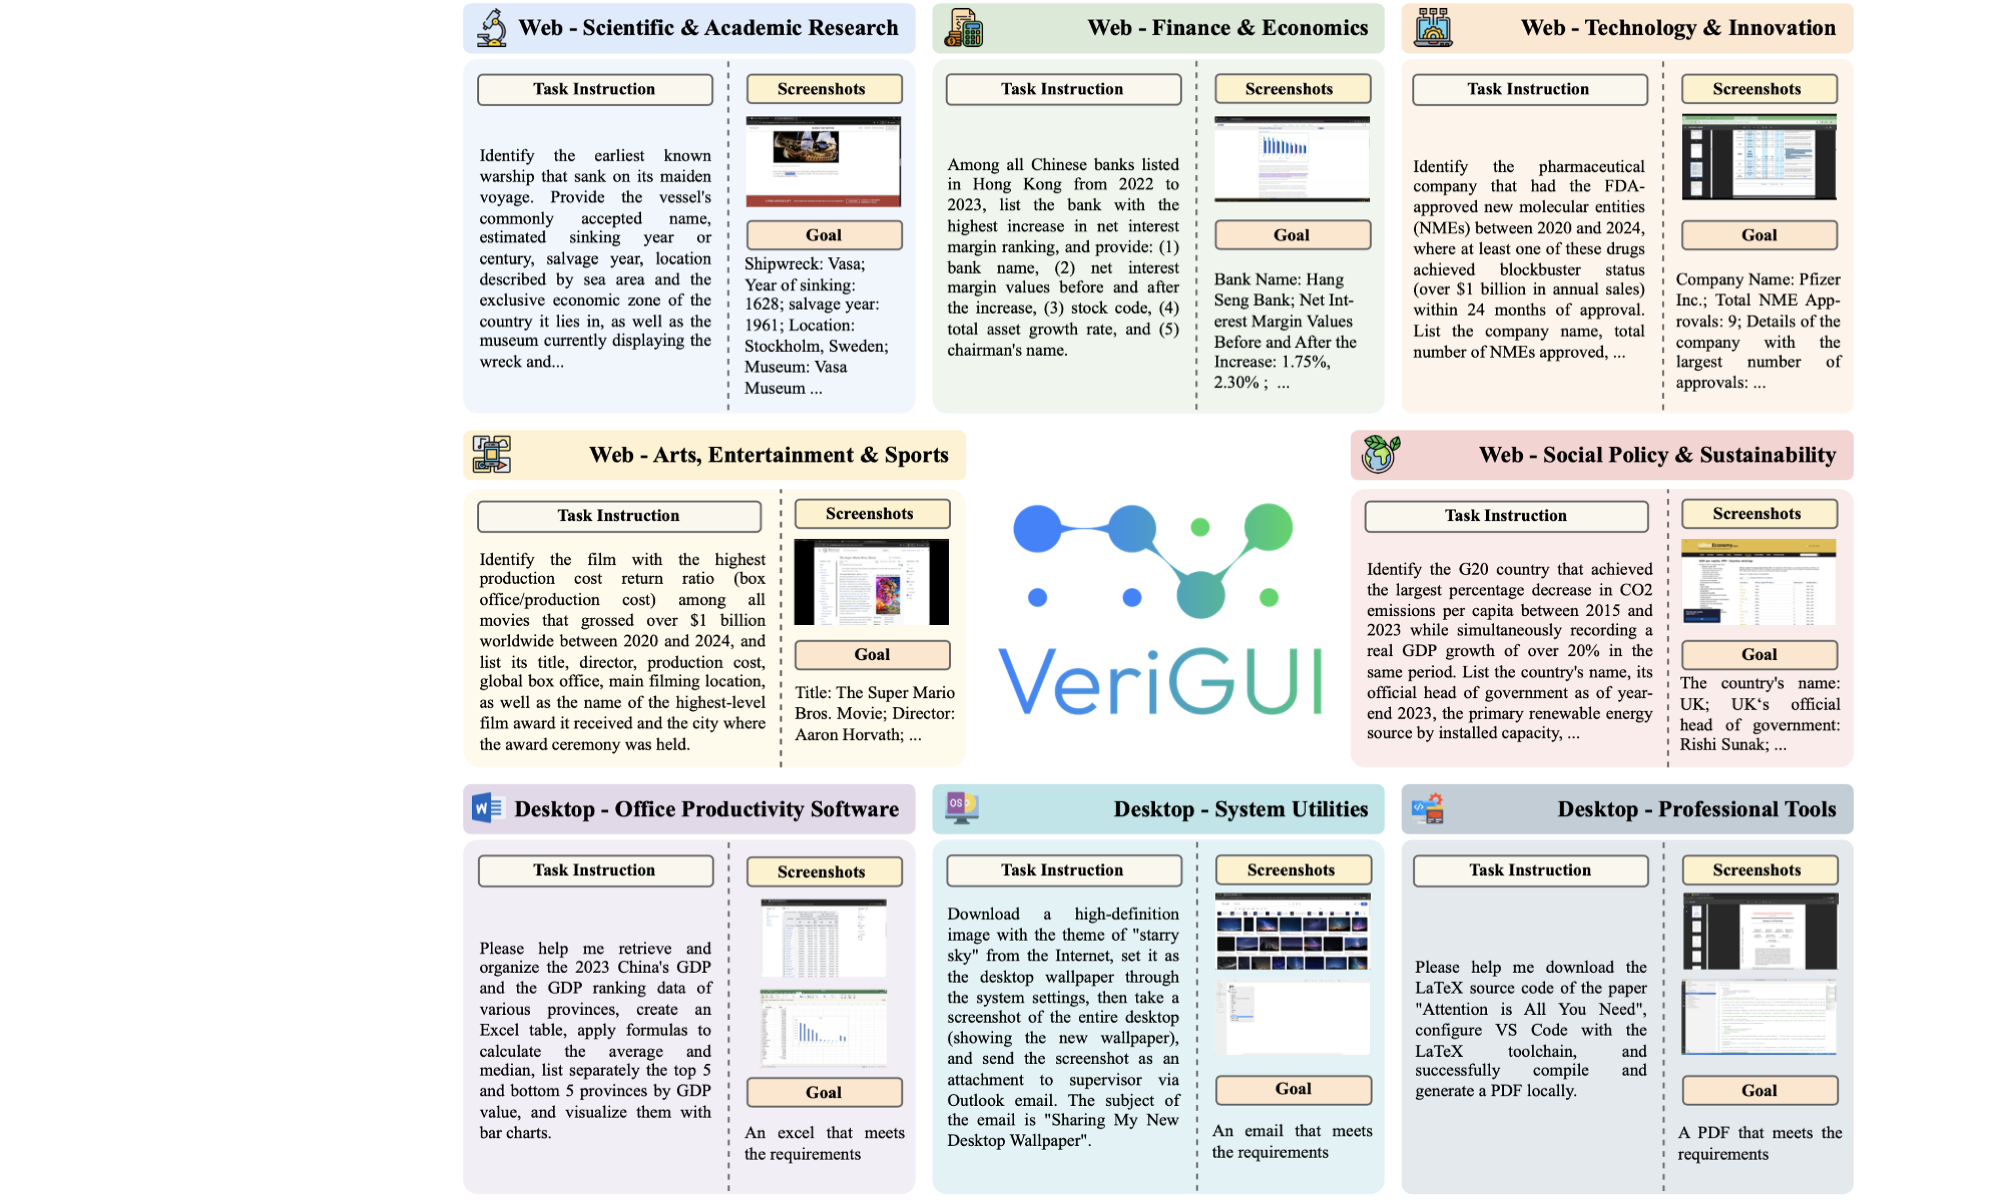 Web - Scientific & Academic Research
Task Instruction
Identify the earliest known
warship that sank on its maiden
voyage. Provide the vessel's
commonly accepted name,
estimated sinking year or
century, salvage year, location
described by sea area and the
exclusive economic zone of the
country it lies in, as well as the
museum currently displaying the
wreck and...
Screenshots
Goal
Shipwreck: Vasa;
Year of sinking:
1628; salvage year:
1961; Location:
Stockholm, Sweden;
Museum: Vasa
Museum ...
Web - Finance & Economics
Task Instruction
Among all Chinese banks listed
in Hong Kong from 2022 to
2023, list the bank with the
highest increase in net interest
margin ranking, and provide: (1)
bank name, (2) net interest
margin values before and after
the increase, (3) stock code, (4)
total asset growth rate, and (5)
chairman's name.
Screenshots
Goal
Bank Name: Hang
Seng Bank; Net Int-
erest Margin Values
Before and After the
Increase: 1.75%,
2.30% ; ...
Web - Technology & Innovation
Task Instruction
Identify the pharmaceutical
company that had the FDA-
approved new molecular entities
(NMEs) between 2020 and 2024,
where at least one of these drugs
achieved blockbuster status
(over $1 billion in annual sales)
within 24 months of approval.
List the company name, total
number of NMEs approved, ...
Screenshots
Goal
Company Name: Pfizer
Inc.; Total NME App-
rovals: 9; Details of the
company with the
largest number of
approvals: ...
Web - Arts, Entertainment & Sports
Task Instruction
Identify the film with the highest
production cost return ratio (box
office/production cost) among all
movies that grossed over $1 billion
worldwide between 2020 and 2024, and
list its title, director, production cost,
global box office, main filming location,
as well as the name of the highest-level
film award it received and the city where
the award ceremony was held.
Screenshots
Goal
Title: The Super Mario
Bros. Movie; Director:
Aaron Horvath; ...
VeriGUI
Web - Social Policy & Sustainability
Task Instruction
Identify the G20 country that achieved
the largest percentage decrease in CO2
emissions per capita between 2015 and
2023 while simultaneously recording a
real GDP growth of over 20% in the
same period. List the country's name, its
official head of government as of year-
end 2023, the primary renewable energy
source by installed capacity, ...
Screenshots
Goal
The country's name:
UK; UK‘s official
head of government:
Rishi Sunak; ...
Desktop - Office Productivity Software
Task Instruction
Please help me retrieve and
organize the 2023 China's GDP
and the GDP ranking data of
various provinces, create an
Excel table, apply formulas to
calculate the average and
median, list separately the top 5
and bottom 5 provinces by GDP
value, and visualize them with
bar charts.
Screenshots
Goal
An excel that meets
the requirements
Desktop - System Utilities
Task Instruction
Download a high-definition
image with the theme of "starry
sky" from the Internet, set it as
the desktop wallpaper through
the system settings, then take a
screenshot of the entire desktop
(showing the new wallpaper),
and send the screenshot as an
attachment to supervisor via
Outlook email. The subject of
the email is "Sharing My New
Desktop Wallpaper".
Screenshots
Goal
An email that meets
the requirements
Desktop - Professional Tools
Task Instruction
Please help me download the
LaTeX source code of the paper
"Attention is All You Need",
configure VS Code with the
LaTeX toolchain, and
successfully compile and
generate a PDF locally.
Screenshots
Goal
A PDF that meets the
requirements